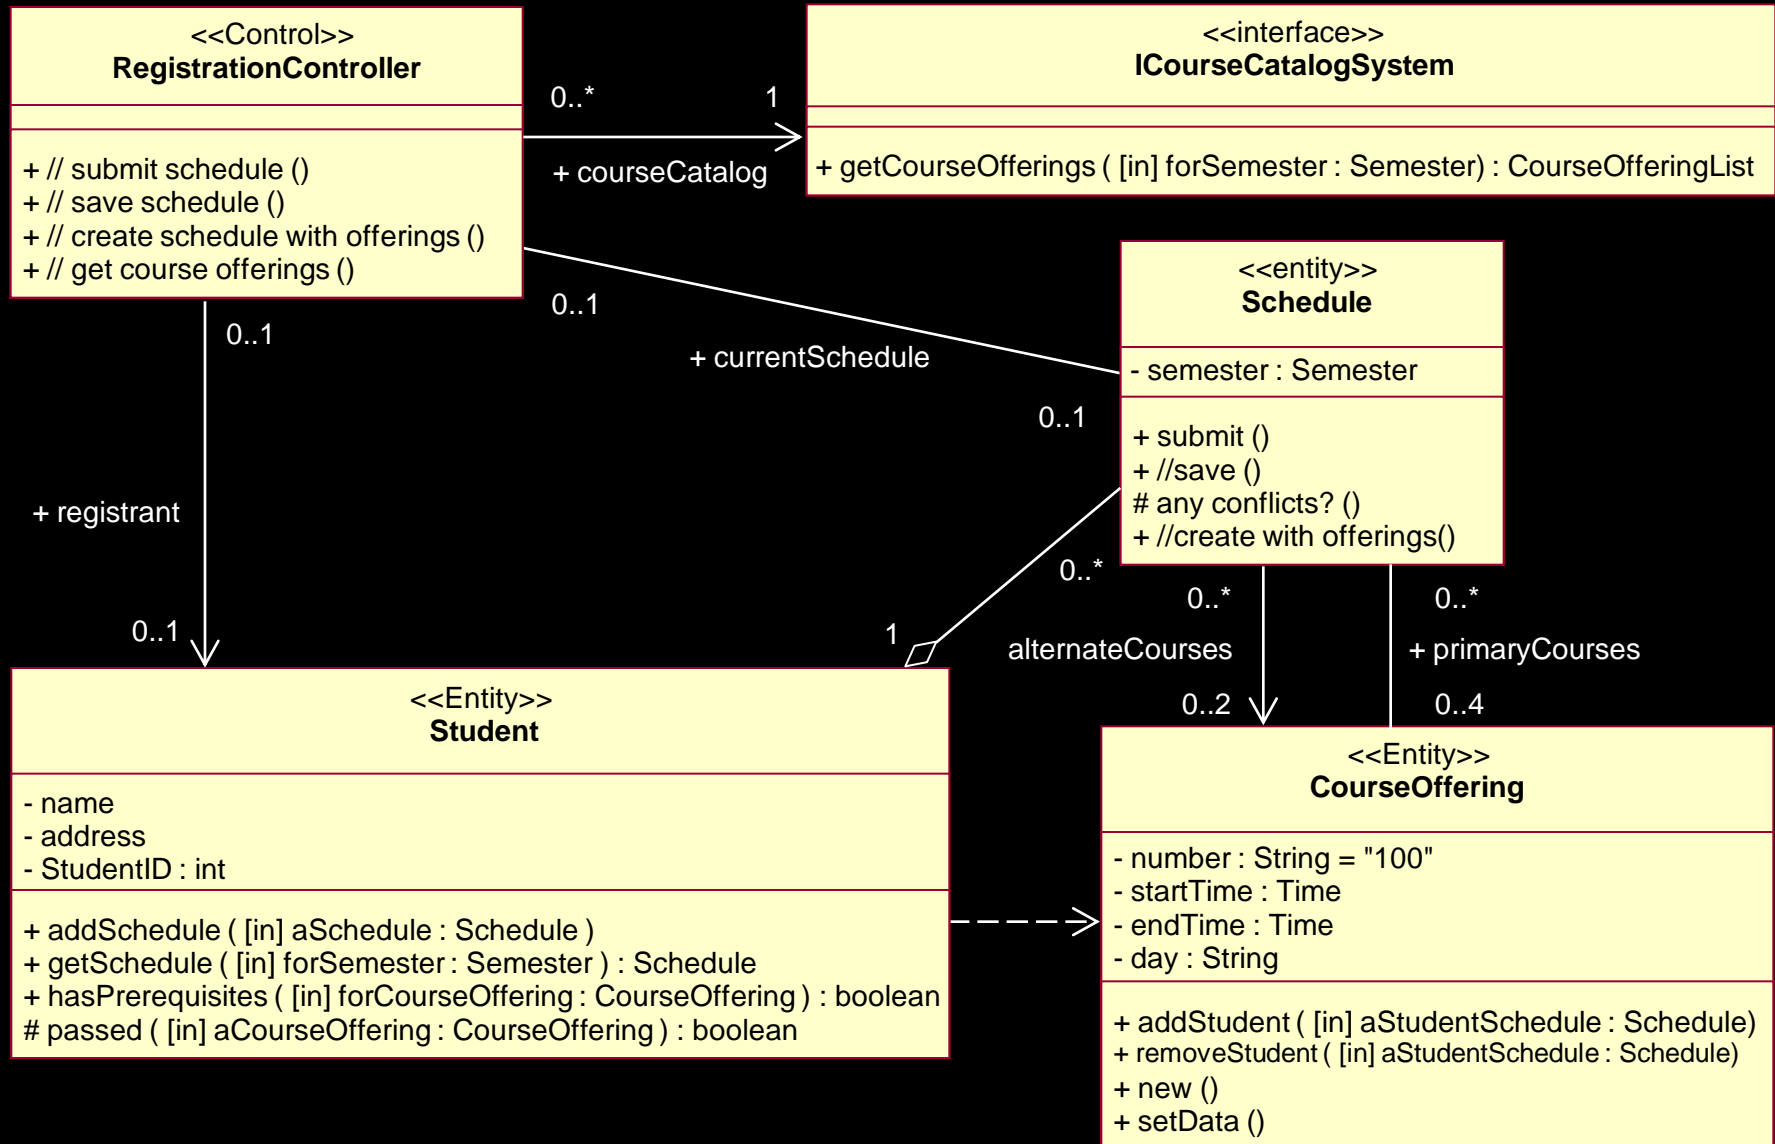 <<Control>>
RegistrationController
+ // submit schedule ()
+ // save schedule ()
+ // create schedule with offerings ()
+ // get course offerings ()
0..*
1
+ courseCatalog
<<interface>>
ICourseCatalogSystem
+ getCourseOfferings ( [in] forSemester : Semester) : CourseOfferingList
0..1
+ currentSchedule
0..1
<<entity>>
Schedule
- semester : Semester
+ submit ()
+ //save ()
# any conflicts? ()
+ //create with offerings()
0..1
+ registrant
0..1
0..*
1
0..*
alternateCourses
0..2
0..*
+ primaryCourses
0..4
<<Entity>>
Student
- name
- address
- StudentID : int
+ addSchedule ( [in] aSchedule : Schedule )
+ getSchedule ( [in] forSemester : Semester ) : Schedule
+ hasPrerequisites ( [in] forCourseOffering : CourseOffering ) : boolean
# passed ( [in] aCourseOffering : CourseOffering ) : boolean
<<Entity>>
CourseOffering
- number : String = "100"
- startTime : Time
- endTime : Time
- day : String
+ addStudent ( [in] aStudentSchedule : Schedule)
+ removeStudent ( [in] aStudentSchedule : Schedule)
+ new ()
+ setData ()